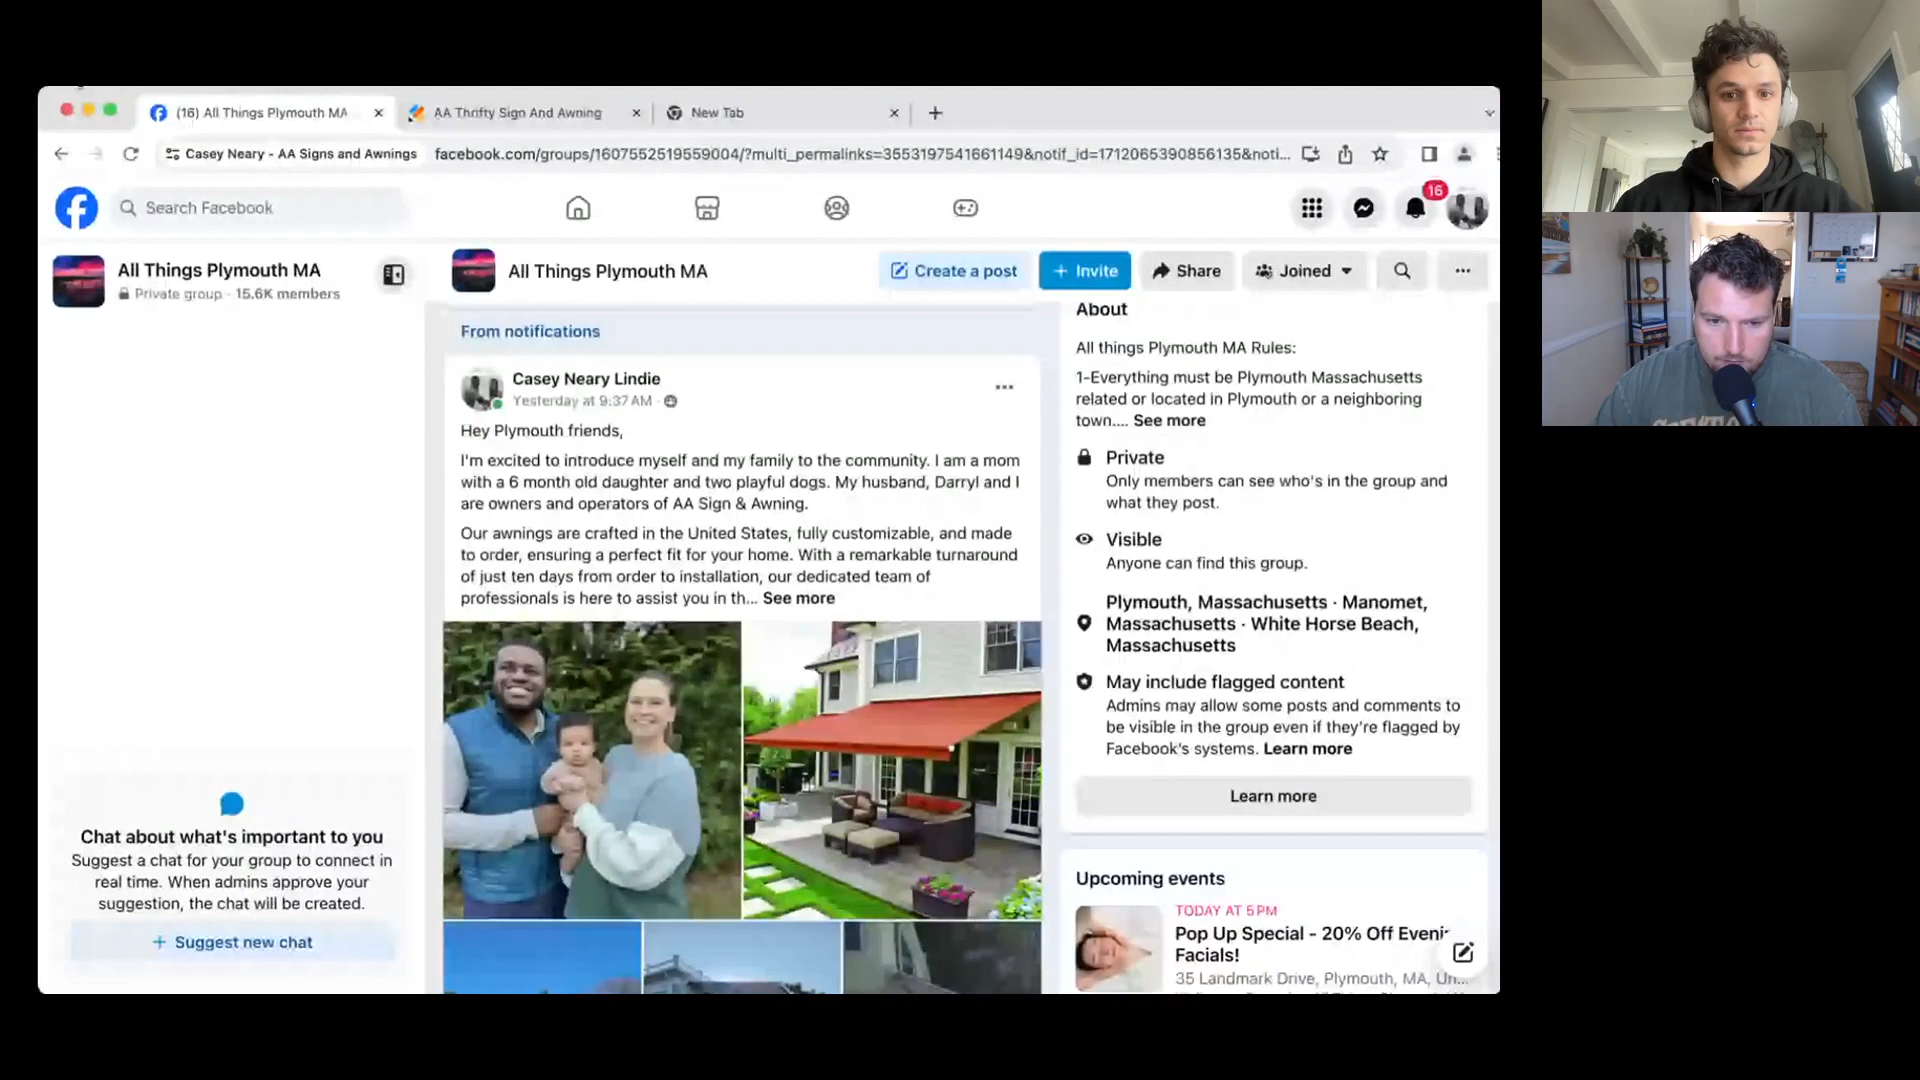 (16) All Things Plymouth MA
AA Thrifty Sign And Awning
New Tab
Casey Neary - AA Signs and Awnings
facebook.com/groups/1607552519559004/?multi_permalinks=3553197541661149&notif_id=1712065390856135&noti...
Search Facebook
16
All Things Plymouth MA
Private group · 15.6K members
All Things Plymouth MA
Create a post
+ Invite
Share
Joined
From notifications
Casey Neary Lindie
Yesterday at 9:37 AM ·
Hey Plymouth friends,
I'm excited to introduce myself and my family to the community. I am a mom
with a 6 month old daughter and two playful dogs. My husband, Darryl and I
are owners and operators of AA Sign & Awning.
Our awnings are crafted in the United States, fully customizable, and made
to order, ensuring a perfect fit for your home. With a remarkable turnaround
of just ten days from order to installation, our dedicated team of
professionals is here to assist you in th... See more
About
All things Plymouth MA Rules:
1-Everything must be Plymouth Massachusetts
related or located in Plymouth or a neighboring
town.... See more
Private
Only members can see who's in the group and
what they post.
Visible
Anyone can find this group.
Plymouth, Massachusetts · Manomet,
Massachusetts · White Horse Beach,
Massachusetts
May include flagged content
Admins may allow some posts and comments to
be visible in the group even if they're flagged by
Facebook's systems. Learn more
Learn more
Upcoming events
TODAY AT 5 PM
Pop Up Special - 20% Off Eveni
Facials!
35 Landmark Drive, Plymouth, MA, Un...
Chat about what's important to you
Suggest a chat for your group to connect in
real time. When admins approve your
suggestion, the chat will be created.
+ Suggest new chat